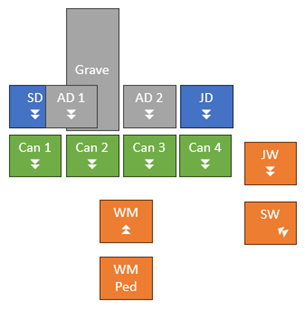 Grave
SD
AD 1
AD 2
JD
Can 1
Can 2
Can 3
Can 4
JW
WM
SW
WM
Ped